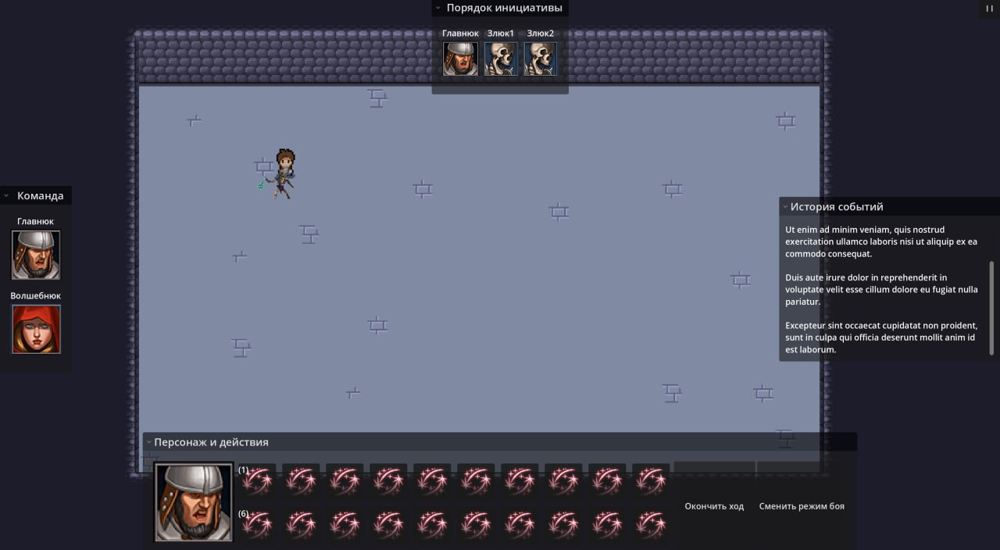 Порядок инициативы
Главнюк Злюк1 Злюк2
Команда
Главнюк
Волшебнюк
История событий
Ut enim ad minim veniam, quis nostrud
exercitation ullamco laboris nisi ut aliquip ex ea
commodo consequat.
Duis aute irure dolor in reprehenderit in
voluptate velit esse cillum dolore eu fugiat nulla
pariatur.
Excepteur sint occaecat cupidatat non proident,
sunt in culpa qui officia deserunt mollit anim id
est laborum.
Персонаж и действия
(1)
(6)
Окончить ход Сменить режим боя